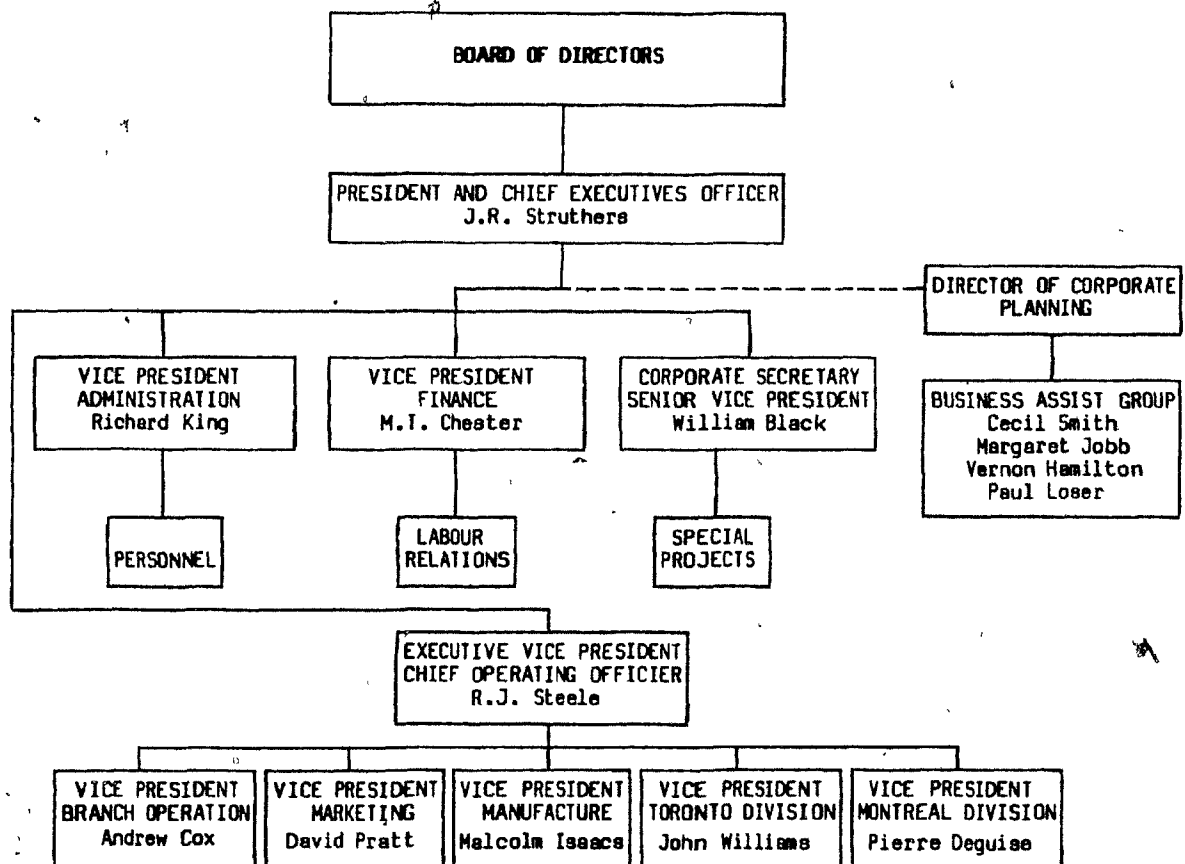 BOARD OF DIRECTORS
PRESIDENT AND CHIEF EXECUTIVES OFFICER
J.R. Struthers
DIRECTOR OF CORPORATE
PLANNING
VICE PRESIDENT
ADMINISTRATION
Richard King
VICE PRESIDENT
FINANCE
M.T. Chester
CORPORATE SECRETARY
SENIOR VICE PRESIDENT
William Black
BUSINESS ASSIST GROUP
Cecil Smith
Margaret Jobb
Vernon Hamilton
Paul Loser
PERSONNEL
LABOUR
RELATIONS
SPECIAL
PROJECTS
EXECUTIVE VICE PRESIDENT
CHIEF OPERATING OFFICIER
R.J. Steele
VICE PRESIDENT
BRANCH OPERATION
Andrew Cox
VICE PRESIDENT
MARKETING
David Pratt
VICE PRESIDENT
MANUFACTURE
Malcolm Isaacs
VICE PRESIDENT
TORONTO DIVISION
John Williams
VICE PRESIDENT
MONTREAL DIVISION
Pierre Deguise